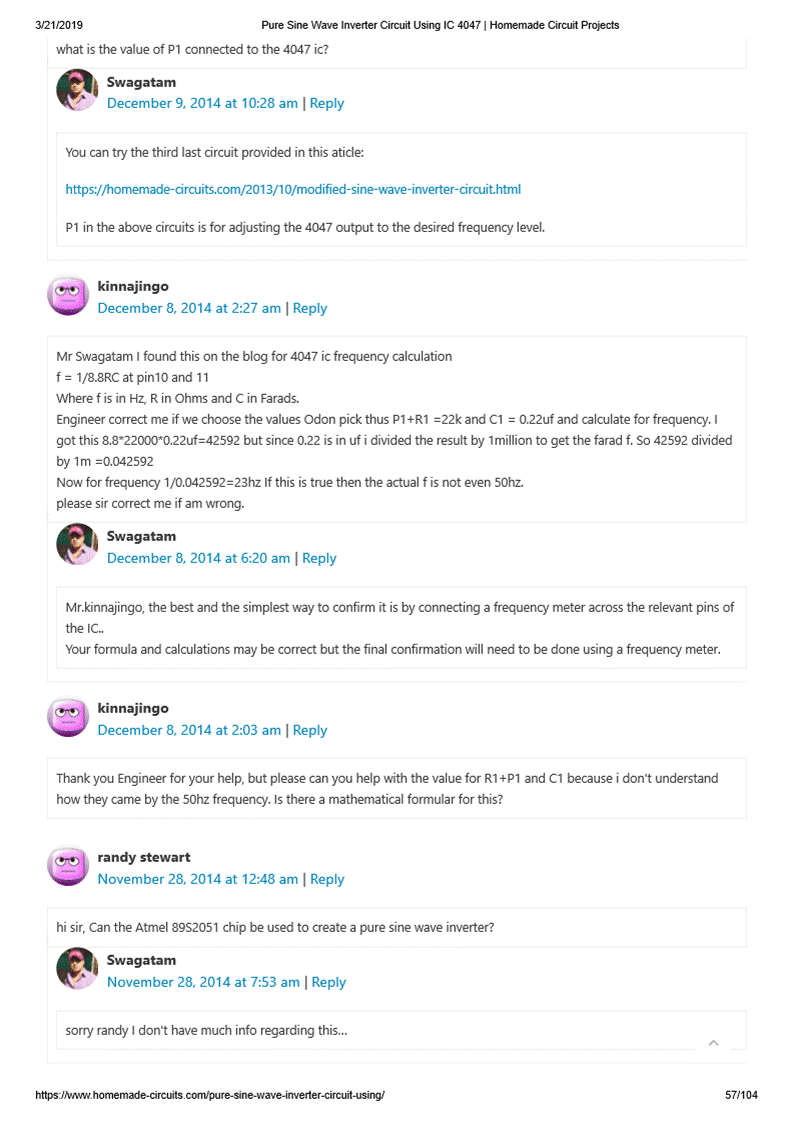 3/21/2019
Pure Sine Wave Inverter Circuit Using IC 4047 | Homemade Circuit Projects
what is the value of P1 connected to the 4047 ic?
Swagatam
December 9, 2014 at 10:28 am | Reply
You can try the third last circuit provided in this aticle:
https://homemade-circuits.com/2013/10/modified-sine-wave-inverter-circuit.html
P1 in the above circuits is for adjusting the 4047 output to the desired frequency level.
kinnajingo
December 8, 2014 at 2:27 am | Reply
Mr Swagatam I found this on the blog for 4047 ic frequency calculation
f = 1/8.8RC at pin10 and 11
Where f is in Hz, R in Ohms and C in Farads.
Engineer correct me if we choose the values Odon pick thus P1+R1 =22k and C1 = 0.22uf and calculate for frequency. I
got this 8.8*22000*0.22uf=42592 but since 0.22 is in uf i divided the result by 1million to get the farad f. So 42592 divided
by 1m =0.042592
Now for frequency 1/0.042592=23hz If this is true then the actual f is not even 50hz.
please sir correct me if am wrong.
Swagatam
December 8, 2014 at 6:20 am | Reply
Mr.kinnajingo, the best and the simplest way to confirm it is by connecting a frequency meter across the relevant pins of
the IC..
Your formula and calculations may be correct but the final confirmation will need to be done using a frequency meter.
kinnajingo
December 8, 2014 at 2:03 am | Reply
Thank you Engineer for your help, but please can you help with the value for R1+P1 and C1 because i don't understand
how they came by the 50hz frequency. Is there a mathematical formular for this?
randy stewart
November 28, 2014 at 12:48 am | Reply
hi sir, Can the Atmel 89S2051 chip be used to create a pure sine wave inverter?
Swagatam
November 28, 2014 at 7:53 am | Reply
sorry randy I don't have much info regarding this...
https://www.homemade-circuits.com/pure-sine-wave-inverter-circuit-using/
57/104